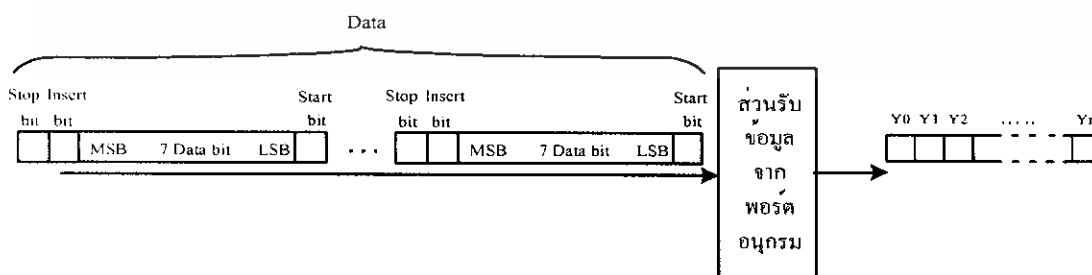 Data
Stop Insert
bit bit
Start
bit
Stop Insert
bit bit
Start
bit
MSB 7 Data bit LSB
...
MSB 7 Data bit LSB
ส่วนรับ
ข้อมูล
จาก
พอร์ต
อนุกรม
Y0 Y1 Y2 ..... Yn